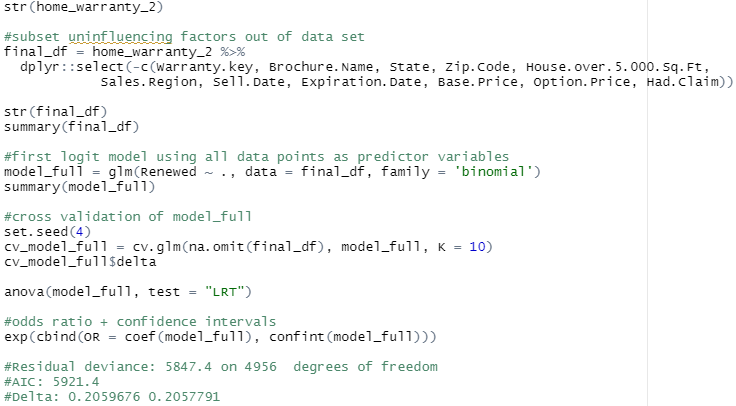 str(home_warranty_2)
#subset uninfluencing factors out of data set
final_df = home_warranty_2 %>%
dplyr::select(-c(Warranty.key, Brochure.Name, State, Zip.Code, House.over.5.000.Sq.Ft,
Sales.Region, Sell.Date, Expiration.Date, Base.Price, Option.Price, Had.Claim))
str(final_df)
summary(final_df)
#first logit model using all data points as predictor variables
model_full = glm(Renewed ~ ., data = final_df, family = 'binomial')
summary(model_full)
#cross validation of model_full
set.seed(4)
cv_model_full = cv.glm(na.omit(final_df), model_full, K = 10)
cv_model_full$delta
anova(model_full, test = "LRT")
#odds ratio + confidence intervals
exp(cbind(OR = coef(model_full), confint(model_full)))
#Residual deviance: 5847.4 on 4956  degrees of freedom
#AIC: 5921.4
#Delta: 0.2059676 0.2057791